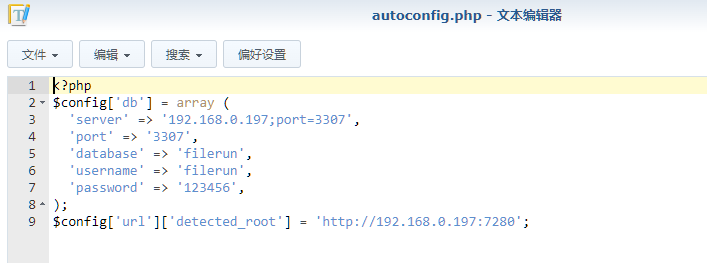 autoconfig.php - 文本编辑器
文件 编辑 搜索 偏好设置
1 <?php
2 $config['db'] = array (
3 'server' => '192.168.0.197;port=3307',
4 'port' => '3307',
5 'database' => 'filerun',
6 'username' => 'filerun',
7 'password' => '123456',
8 );
9 $config['url']['detected_root'] = 'http://192.168.0.197:7280';